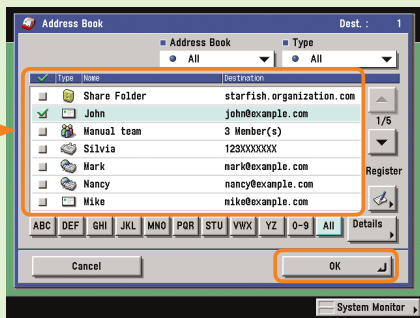 Address Book Dest. : 1
Address Book Type
All All
Type Name Destination
Share Folder starfish.organization.com
John john@example.com
Manual team 3 Member(s)
Silvia 123XXXXXXX
Mark mark@example.com
Nancy nancy@example.com
Mike mike@example.com
1/5
Register
ABC DEF GHI JKL MNO PQR STU VWX YZ 0-9 All Details
Cancel OK
System Monitor